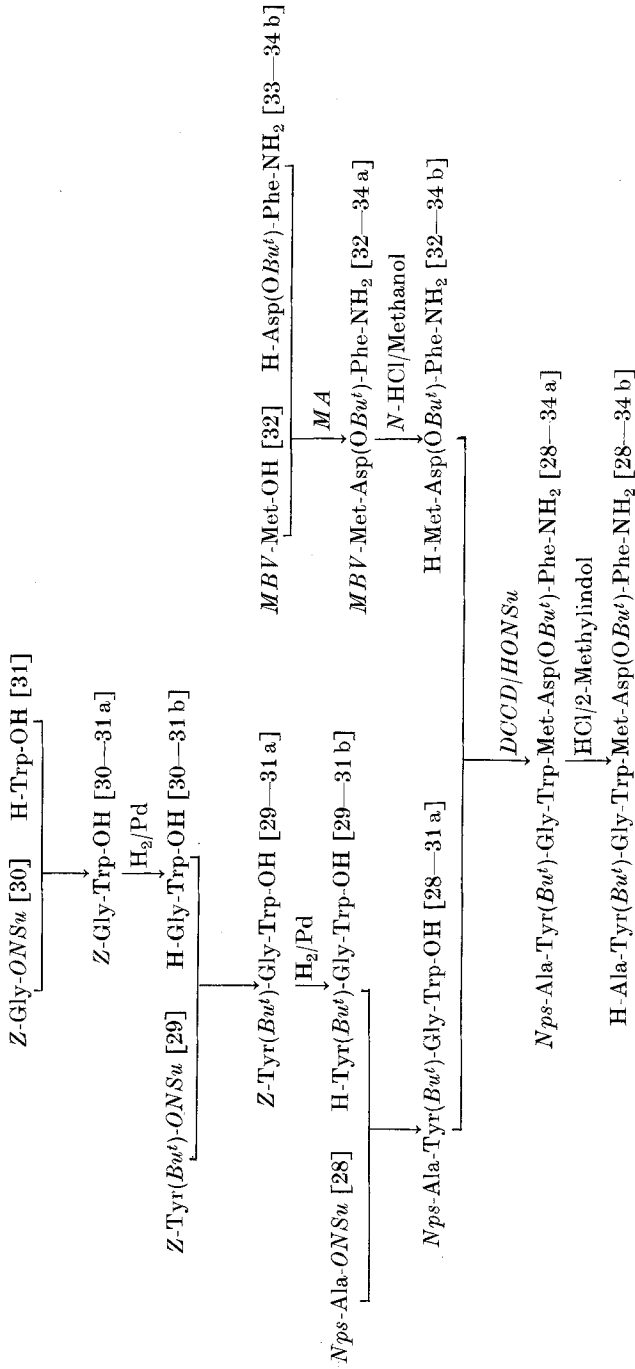 Z-Gly-ONSu [30] H-Trp-OH [31]
Z-Gly-Trp-OH [30—31 a]
H₂/Pd
Z-Tyr(Buᵗ)-ONSu [29] H-Gly-Trp-OH [30—31 b]
Z-Tyr(Buᵗ)-Gly-Trp-OH [29—31 a]
H₂/Pd
Nps-Ala-ONSu [28] H-Tyr(Buᵗ)-Gly-Trp-OH [29—31 b]
Nps-Ala-Tyr(Buᵗ)-Gly-Trp-OH [28—31 a]
MBV-Met-OH [32] H-Asp(OBuᵗ)-Phe-NH₂ [33—34 b]
MA
MBV-Met-Asp(OBuᵗ)-Phe-NH₂ [32—34 a]
N-HCl/Methanol
H-Met-Asp(OBuᵗ)-Phe-NH₂ [32—34 b]
DCCD/HONSu
Nps-Ala-Tyr(Buᵗ)-Gly-Trp-Met-Asp(OBuᵗ)-Phe-NH₂ [28—34 a]
HCl/2-Methylindol
H-Ala-Tyr(Buᵗ)-Gly-Trp-Met-Asp(OBuᵗ)-Phe-NH₂ [28—34 b]